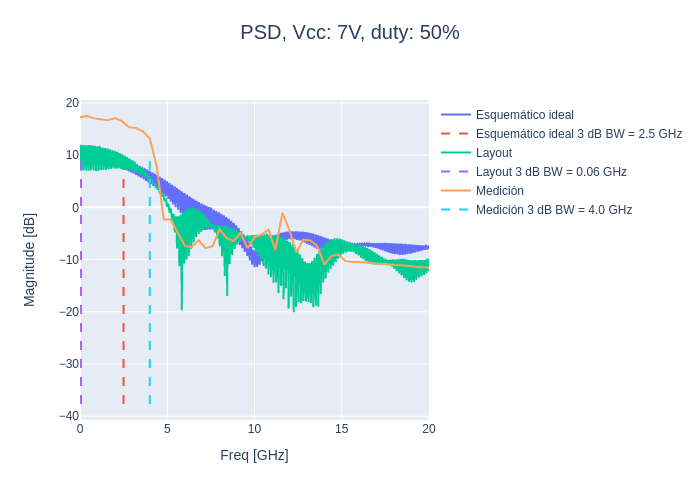 PSD, Vcc: 7V, duty: 50%
20
10
0
−10
−20
−30
−40
Magnitude [dB]
0
5
10
15
20
Freq [GHz]
Esquemático ideal
Esquemático ideal 3 dB BW = 2.5 GHz
Layout
Layout 3 dB BW = 0.06 GHz
Medición
Medición 3 dB BW = 4.0 GHz